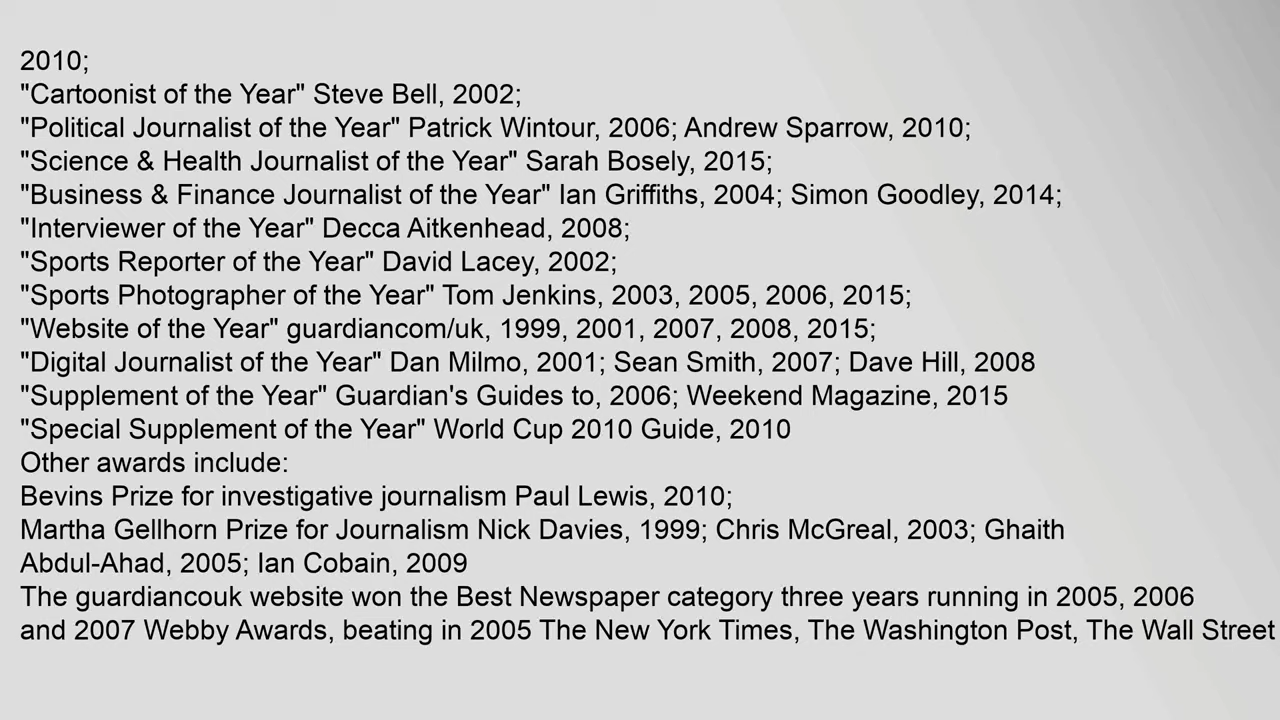 2010;
"Cartoonist of the Year" Steve Bell, 2002;
"Political Journalist of the Year" Patrick Wintour, 2006; Andrew Sparrow, 2010;
"Science & Health Journalist of the Year" Sarah Bosely, 2015;
"Business & Finance Journalist of the Year" Ian Griffiths, 2004; Simon Goodley, 2014;
"Interviewer of the Year" Decca Aitkenhead, 2008;
"Sports Reporter of the Year" David Lacey, 2002;
"Sports Photographer of the Year" Tom Jenkins, 2003, 2005, 2006, 2015;
"Website of the Year" guardiancom/uk, 1999, 2001, 2007, 2008, 2015;
"Digital Journalist of the Year" Dan Milmo, 2001; Sean Smith, 2007; Dave Hill, 2008
"Supplement of the Year" Guardian's Guides to, 2006; Weekend Magazine, 2015
"Special Supplement of the Year" World Cup 2010 Guide, 2010
Other awards include:
Bevins Prize for investigative journalism Paul Lewis, 2010;
Martha Gellhorn Prize for Journalism Nick Davies, 1999; Chris McGreal, 2003; Ghaith
Abdul-Ahad, 2005; Ian Cobain, 2009
The guardiancouk website won the Best Newspaper category three years running in 2005, 2006
and 2007 Webby Awards, beating in 2005 The New York Times, The Washington Post, The Wall Street